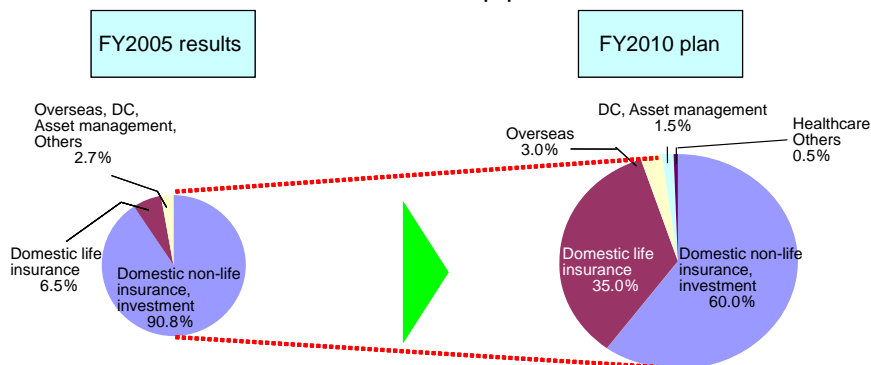 FY2005 results
FY2010 plan
Overseas, DC,
Asset management,
Others
2.7%
Domestic life
insurance
6.5%
Domestic non-life
insurance,
investment
90.8%
DC, Asset management
1.5%
Overseas
3.0%
Healthcare
Others
0.5%
Domestic life
insurance
35.0%
Domestic non-life
insurance,
investment
60.0%